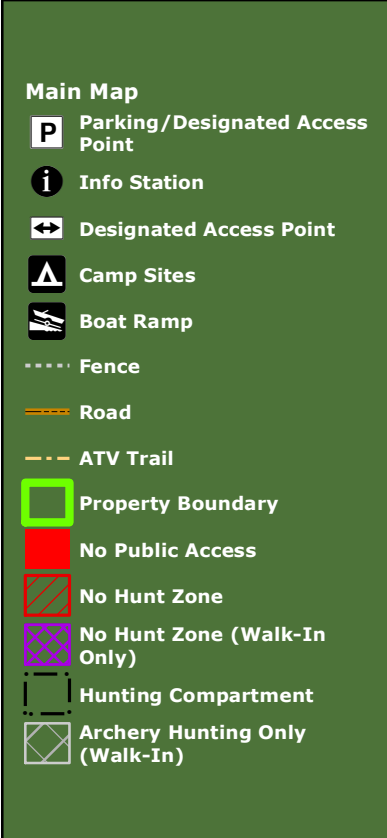 Main Map
P
Parking/Designated Access
Point
i
Info Station
Designated Access Point
Camp Sites
Boat Ramp
Fence
Road
ATV Trail
Property Boundary
No Public Access
No Hunt Zone
No Hunt Zone (Walk-In
Only)
Hunting Compartment
Archery Hunting Only
(Walk-In)